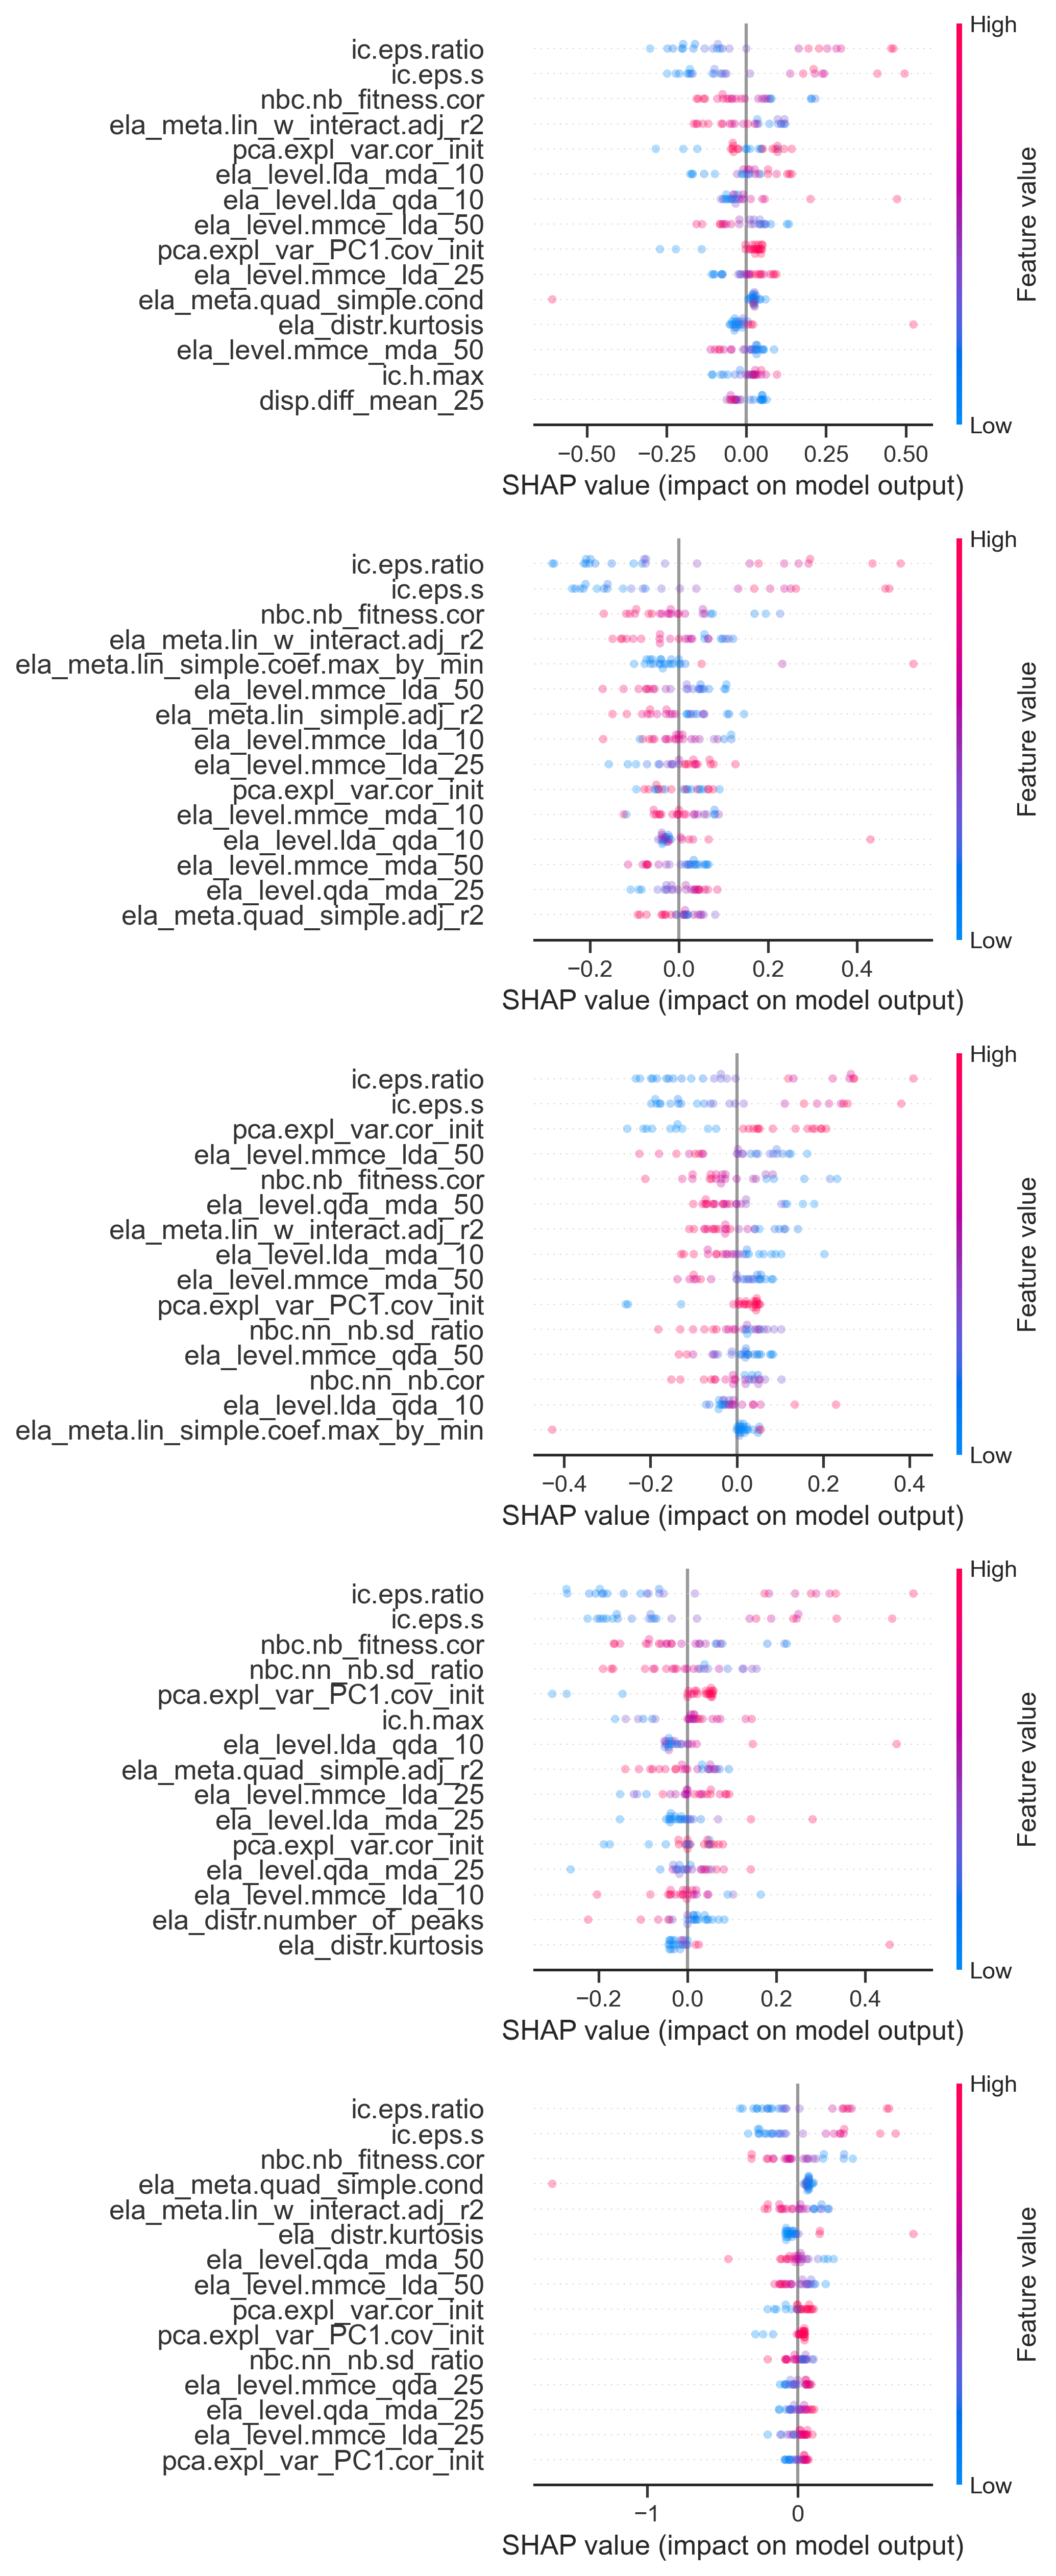 High
ic.eps.ratio
ic.eps.s
nbc.nb_fitness.cor
ela_meta.lin_w_interact.adj_r2
pca.expl_var.cor_init
ela_level.lda_mda_10
ela_level.lda_qda_10
ela_level.mmce_lda_50
pca.expl_var_PC1.cov_init
ela_level.mmce_lda_25
ela_meta.quad_simple.cond
ela_distr.kurtosis
ela_level.mmce_mda_50
ic.h.max
disp.diff_mean_25
Feature value
Low
−0.50 −0.25 0.00 0.25 0.50
SHAP value (impact on model output)
High
ic.eps.ratio
ic.eps.s
nbc.nb_fitness.cor
ela_meta.lin_w_interact.adj_r2
ela_meta.lin_simple.coef.max_by_min
ela_level.mmce_lda_50
ela_meta.lin_simple.adj_r2
ela_level.mmce_lda_10
ela_level.mmce_lda_25
pca.expl_var.cor_init
ela_level.mmce_mda_10
ela_level.lda_qda_10
ela_level.mmce_mda_50
ela_level.qda_mda_25
ela_meta.quad_simple.adj_r2
Feature value
Low
−0.2 0.0 0.2 0.4
SHAP value (impact on model output)
High
ic.eps.ratio
ic.eps.s
pca.expl_var.cor_init
ela_level.mmce_lda_50
nbc.nb_fitness.cor
ela_level.qda_mda_50
ela_meta.lin_w_interact.adj_r2
ela_level.lda_mda_10
ela_level.mmce_mda_50
pca.expl_var_PC1.cov_init
nbc.nn_nb.sd_ratio
ela_level.mmce_qda_50
nbc.nn_nb.cor
ela_level.lda_qda_10
ela_meta.lin_simple.coef.max_by_min
Feature value
Low
−0.4 −0.2 0.0 0.2 0.4
SHAP value (impact on model output)
High
ic.eps.ratio
ic.eps.s
nbc.nb_fitness.cor
nbc.nn_nb.sd_ratio
pca.expl_var_PC1.cov_init
ic.h.max
ela_level.lda_qda_10
ela_meta.quad_simple.adj_r2
ela_level.mmce_lda_25
ela_level.lda_mda_25
pca.expl_var.cor_init
ela_level.qda_mda_25
ela_level.mmce_lda_10
ela_distr.number_of_peaks
ela_distr.kurtosis
Feature value
Low
−0.2 0.0 0.2 0.4
SHAP value (impact on model output)
High
ic.eps.ratio
ic.eps.s
nbc.nb_fitness.cor
ela_meta.quad_simple.cond
ela_meta.lin_w_interact.adj_r2
ela_distr.kurtosis
ela_level.qda_mda_50
ela_level.mmce_lda_50
pca.expl_var.cor_init
pca.expl_var_PC1.cov_init
nbc.nn_nb.sd_ratio
ela_level.mmce_qda_25
ela_level.qda_mda_25
ela_level.mmce_lda_25
pca.expl_var_PC1.cor_init
Feature value
Low
−1 0
SHAP value (impact on model output)